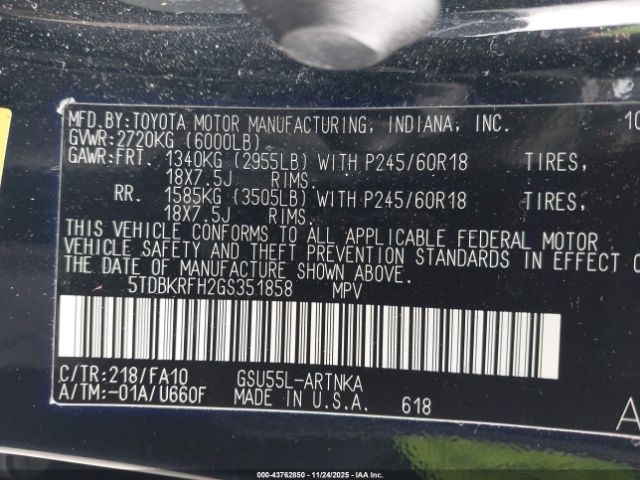 MFD.BY:TOYOTA MOTOR MANUFACTURING, INDIANA, INC. 10
GVWR:2720KG (6000LB)
GAWR:FRT. 1340KG (2955LB) WITH P245/60R18 TIRES,
18X7.5J RIMS.
RR. 1585KG (3505LB) WITH P245/60R18 TIRES,
18X7.5J RIMS.
THIS VEHICLE CONFORMS TO ALL APPLICABLE FEDERAL MOTOR
VEHICLE SAFETY AND THEFT PREVENTION STANDARDS IN EFFECT O
THE DATE OF MANUFACTURE SHOWN ABOVE.
5TDBKRFH2GS351858 MPV
C/TR:218/FA10 GSU55L-ARTNKA
A/TM:-01A/U660F MADE IN U.S.A. 618
A
000-43762850 - 11/24/2025 - IAA, Inc.